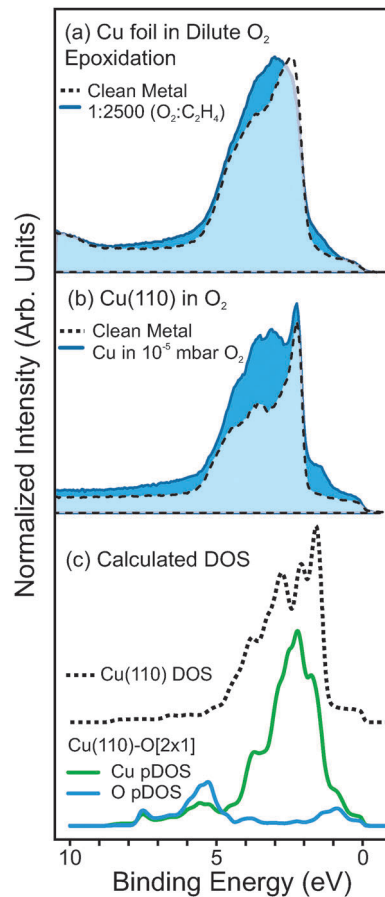 (a) Cu foil in Dilute O₂
Epoxidation
Clean Metal
1:2500 (O₂:C₂H₄)
(b) Cu(110) in O₂
Clean Metal
Cu in 10⁻⁵ mbar O₂
(c) Calculated DOS
Cu(110) DOS
Cu(110)-O[2x1]
Cu pDOS
O pDOS
10 5 0
Binding Energy (eV)
Normalized Intensity (Arb. Units)